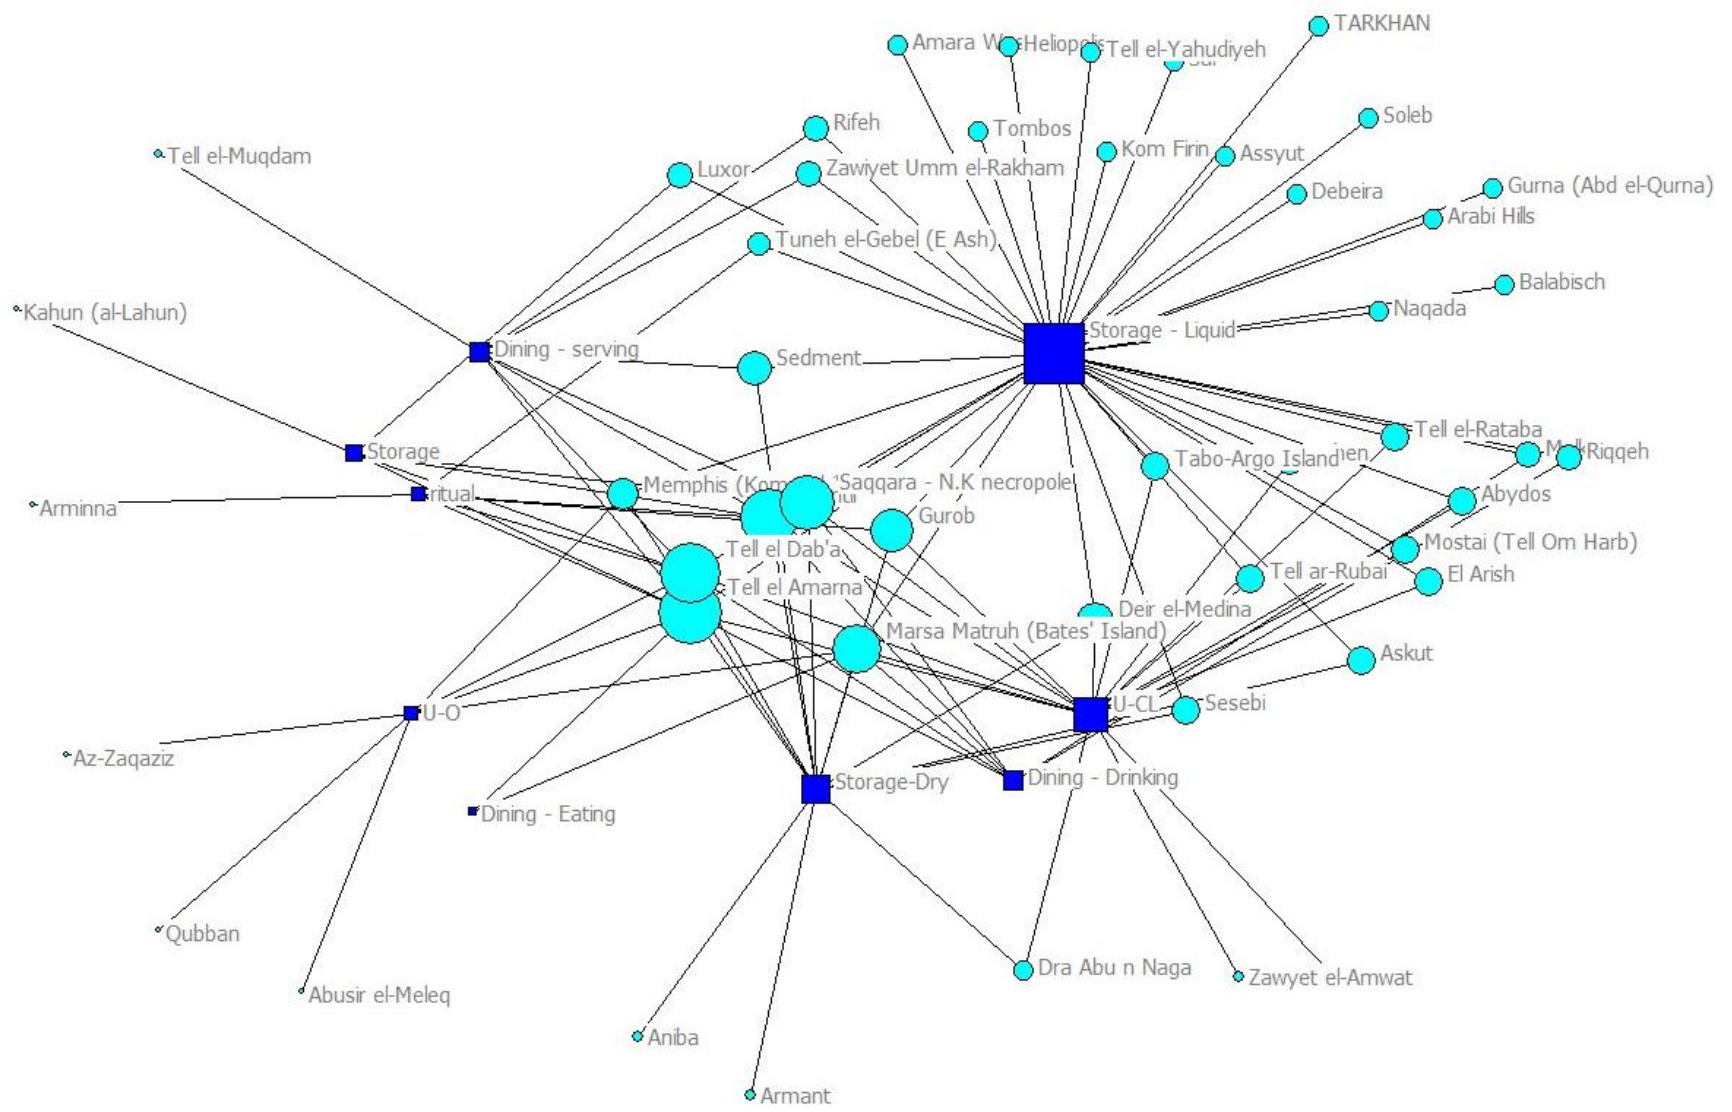 TARKHAN
Amara W
Heliopolis
Tell el-Yahudiyeh
Soleb
Rifeh
Tombos
Kom Firin
Assyut
Tell el-Muqdam
Luxor
Zawiyet Umm el-Rakham
Debeira
Gurna (Abd el-Qurna)
Arabi Hills
Tuneh el-Gebel (E Ash)
Balabisch
Kahun (al-Lahun)
Naqada
Storage - Liquid
Dining - serving
Sedment
Tell el-Rataba
Storage
Riqqeh
Tabo-Argo Island
Memphis (Kom
Saqqara - N.K necropole
ritual
Abydos
Arminna
Gurob
Mostai (Tell Om Harb)
Tell el Dab'a
Tell ar-Rubai
El Arish
Tell el Amarna
Deir el-Medina
Marsa Matruh (Bates' Island)
Askut
U-CL
Sesebi
U-O
Az-Zaqaziz
Dining - Drinking
Storage-Dry
Dining - Eating
Qubban
Dra Abu n Naga
Zawyet el-Amwat
Abusir el-Meleq
Aniba
Armant